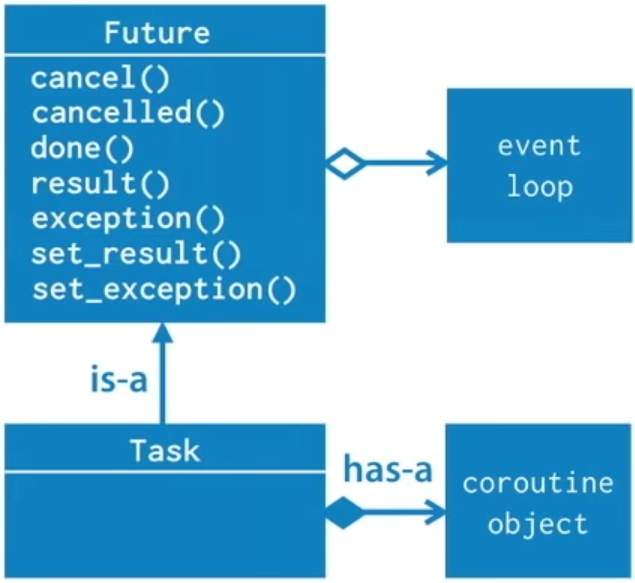 Future
cancel()
cancelled()
done()
result()
exception()
set_result()
set_exception()
event
loop
is-a
Task
has-a
coroutine
object